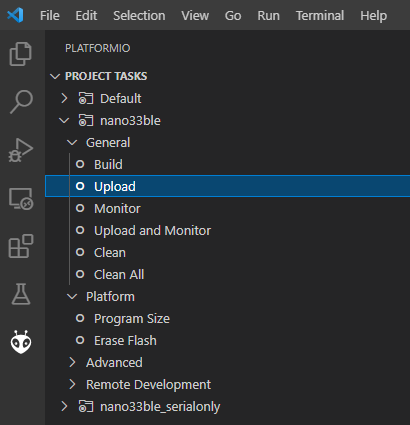 File Edit Selection View Go Run Terminal Help
PLATFORMIO
PROJECT TASKS
Default
nano33ble
General
Build
Upload
Monitor
Upload and Monitor
Clean
Clean All
Platform
Program Size
Erase Flash
Advanced
Remote Development
nano33ble_serialonly